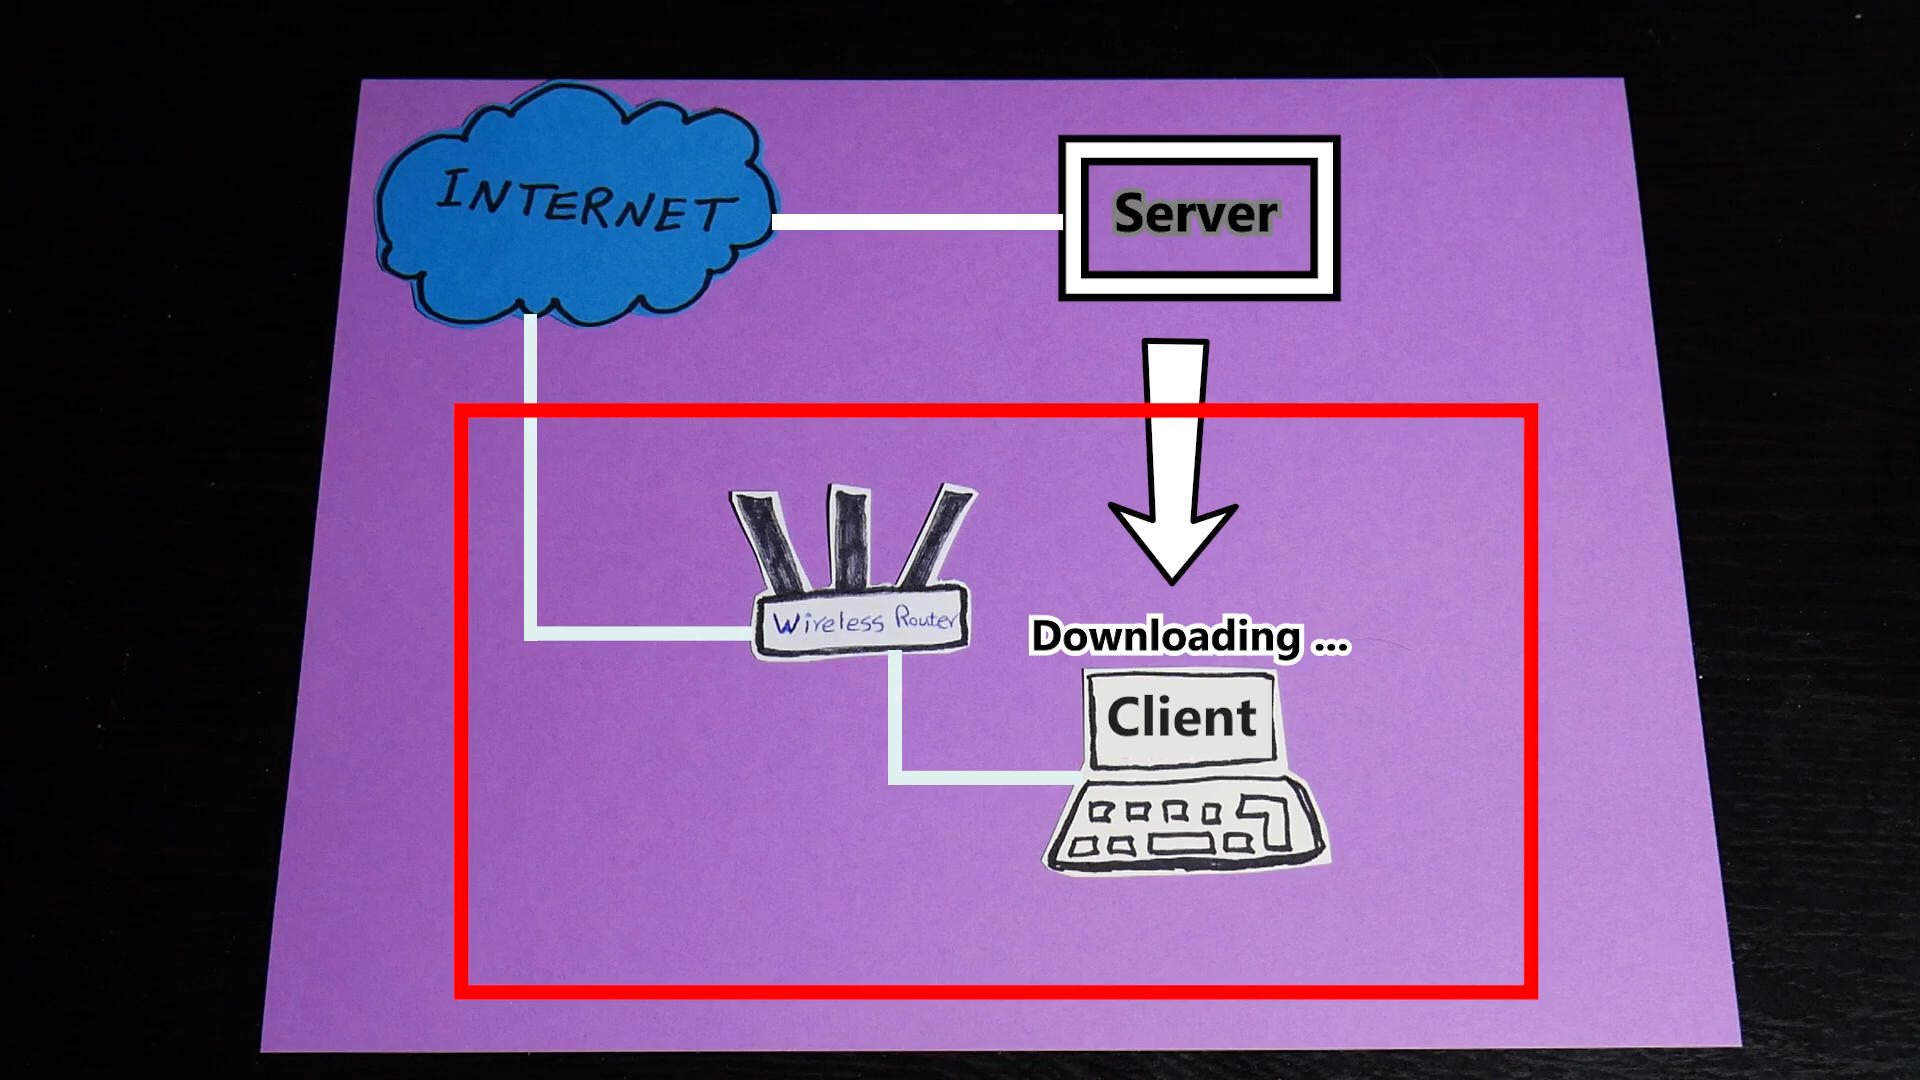 INTERNET
Server
Wireless Router
Downloading ...
Client